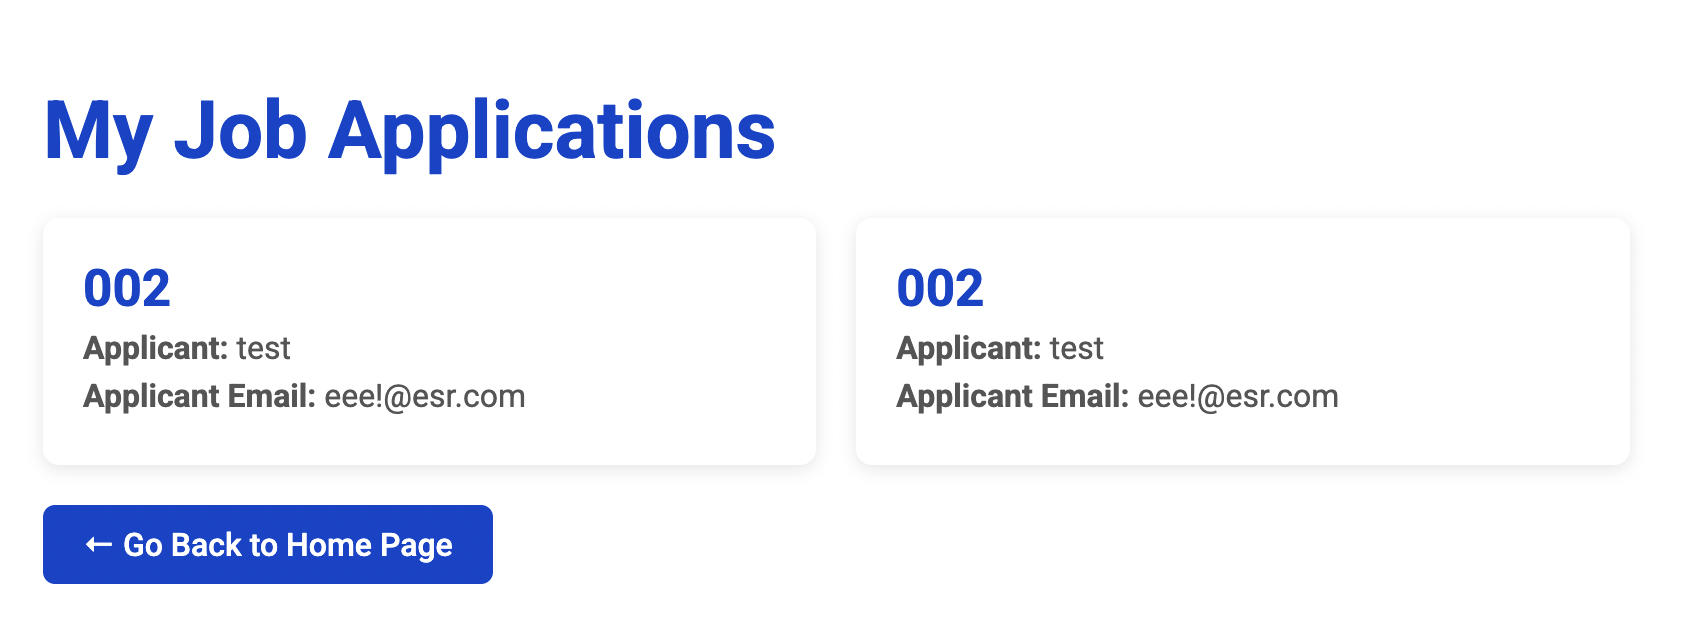 My Job Applications
002
Applicant: test
Applicant Email: eee!@esr.com
002
Applicant: test
Applicant Email: eee!@esr.com
← Go Back to Home Page